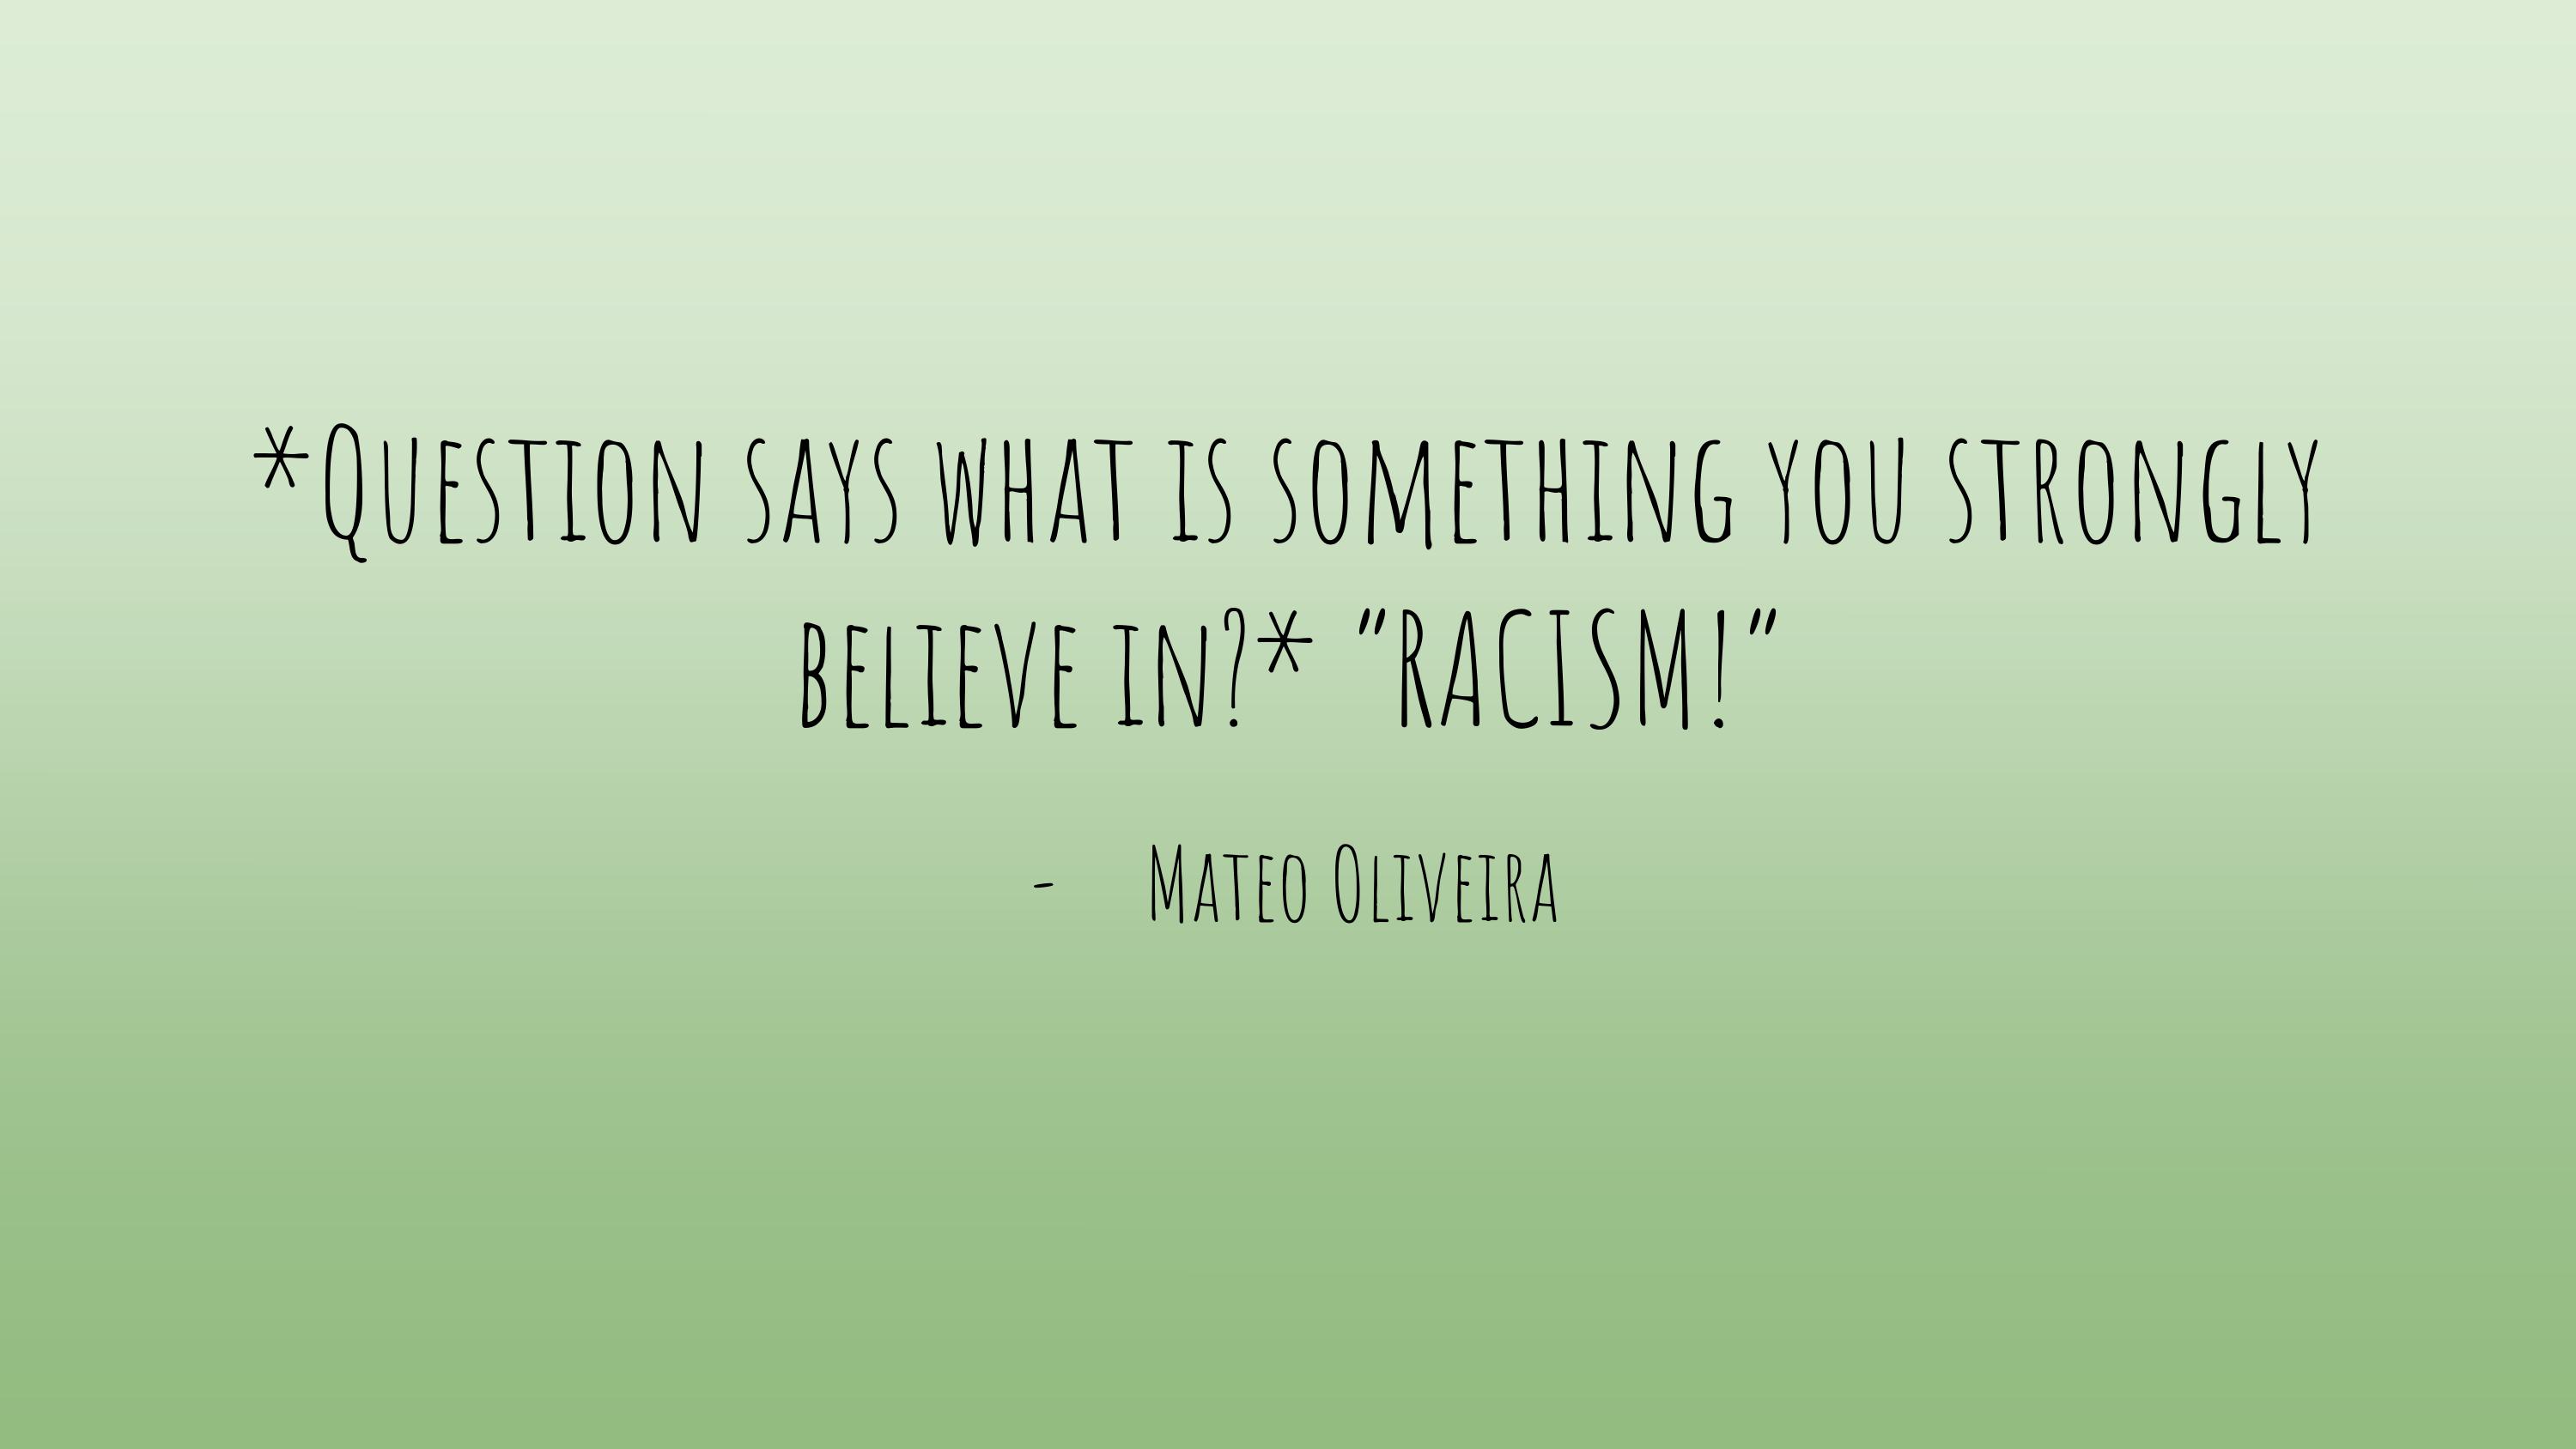 *Question says what is something you strongly
believe in?* "RACISM!"
- Mateo Oliveira